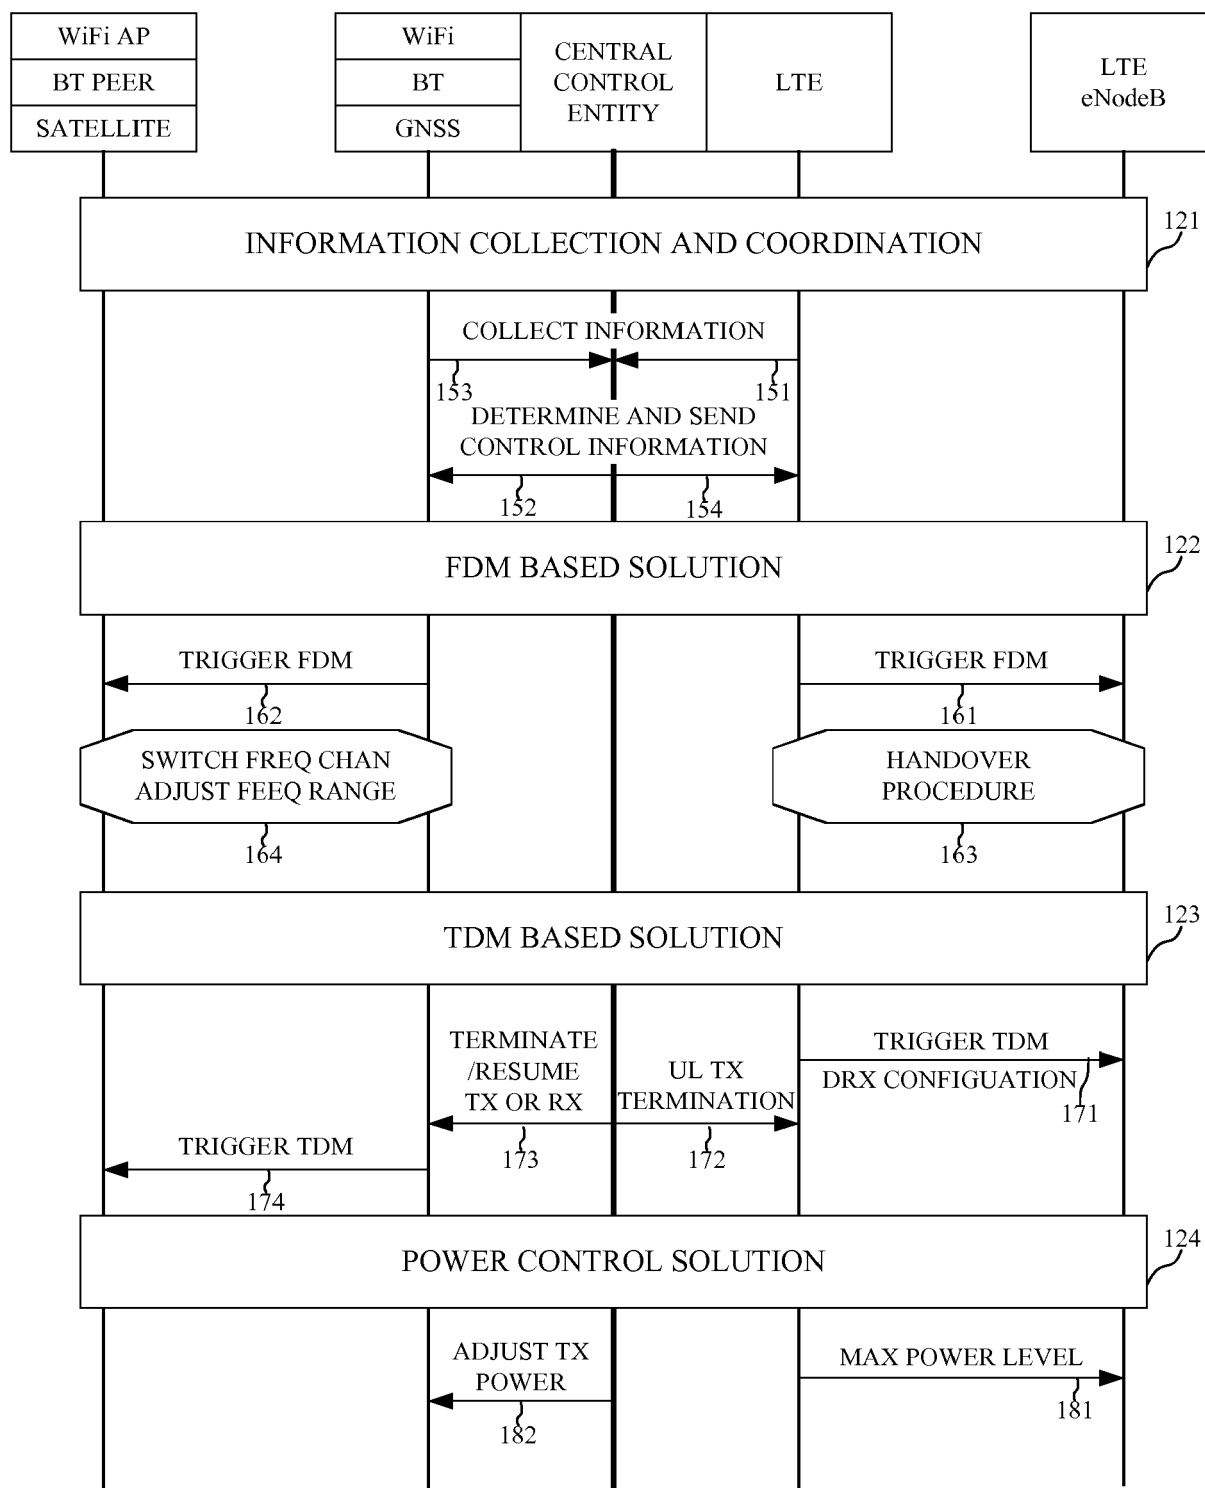 WiFi AP
BT PEER
SATELLITE
WiFi
BT
GNSS
CENTRAL
CONTROL
ENTITY
LTE
LTE
eNodeB
INFORMATION COLLECTION AND COORDINATION
121
COLLECT INFORMATION
153
151
DETERMINE AND SEND
CONTROL INFORMATION
152
154
FDM BASED SOLUTION
122
TRIGGER FDM
162
TRIGGER FDM
161
SWITCH FREQ CHAN
ADJUST FEEQ RANGE
164
HANDOVER
PROCEDURE
163
TDM BASED SOLUTION
123
TERMINATE
/RESUME
TX OR RX
173
UL TX
TERMINATION
172
TRIGGER TDM
DRX CONFIGUATION
171
TRIGGER TDM
174
POWER CONTROL SOLUTION
124
ADJUST TX
POWER
182
MAX POWER LEVEL
181